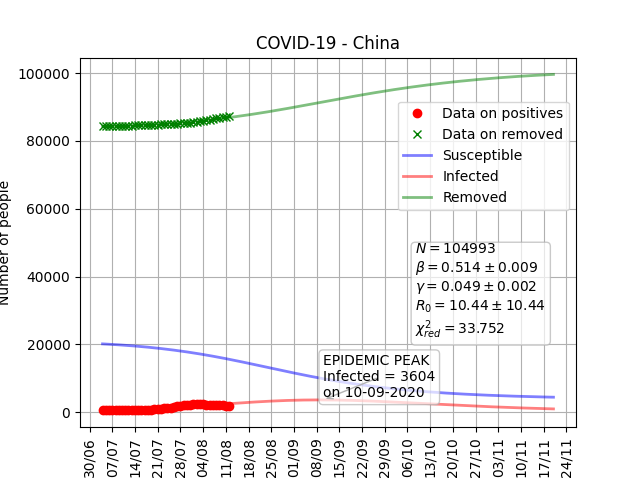 COVID-19 - China
100000
80000
60000
40000
20000
0
Number of people
Data on positives
Data on removed
Susceptible
Infected
Removed
N = 104993
β = 0.514 ± 0.009
γ = 0.049 ± 0.002
R₀ = 10.44 ± 10.44
χ²red = 33.752
EPIDEMIC PEAK
Infected = 3604
on 10-09-2020
30/06
07/07
14/07
21/07
28/07
04/08
11/08
18/08
25/08
01/09
08/09
15/09
22/09
29/09
06/10
13/10
20/10
27/10
03/11
10/11
17/11
24/11